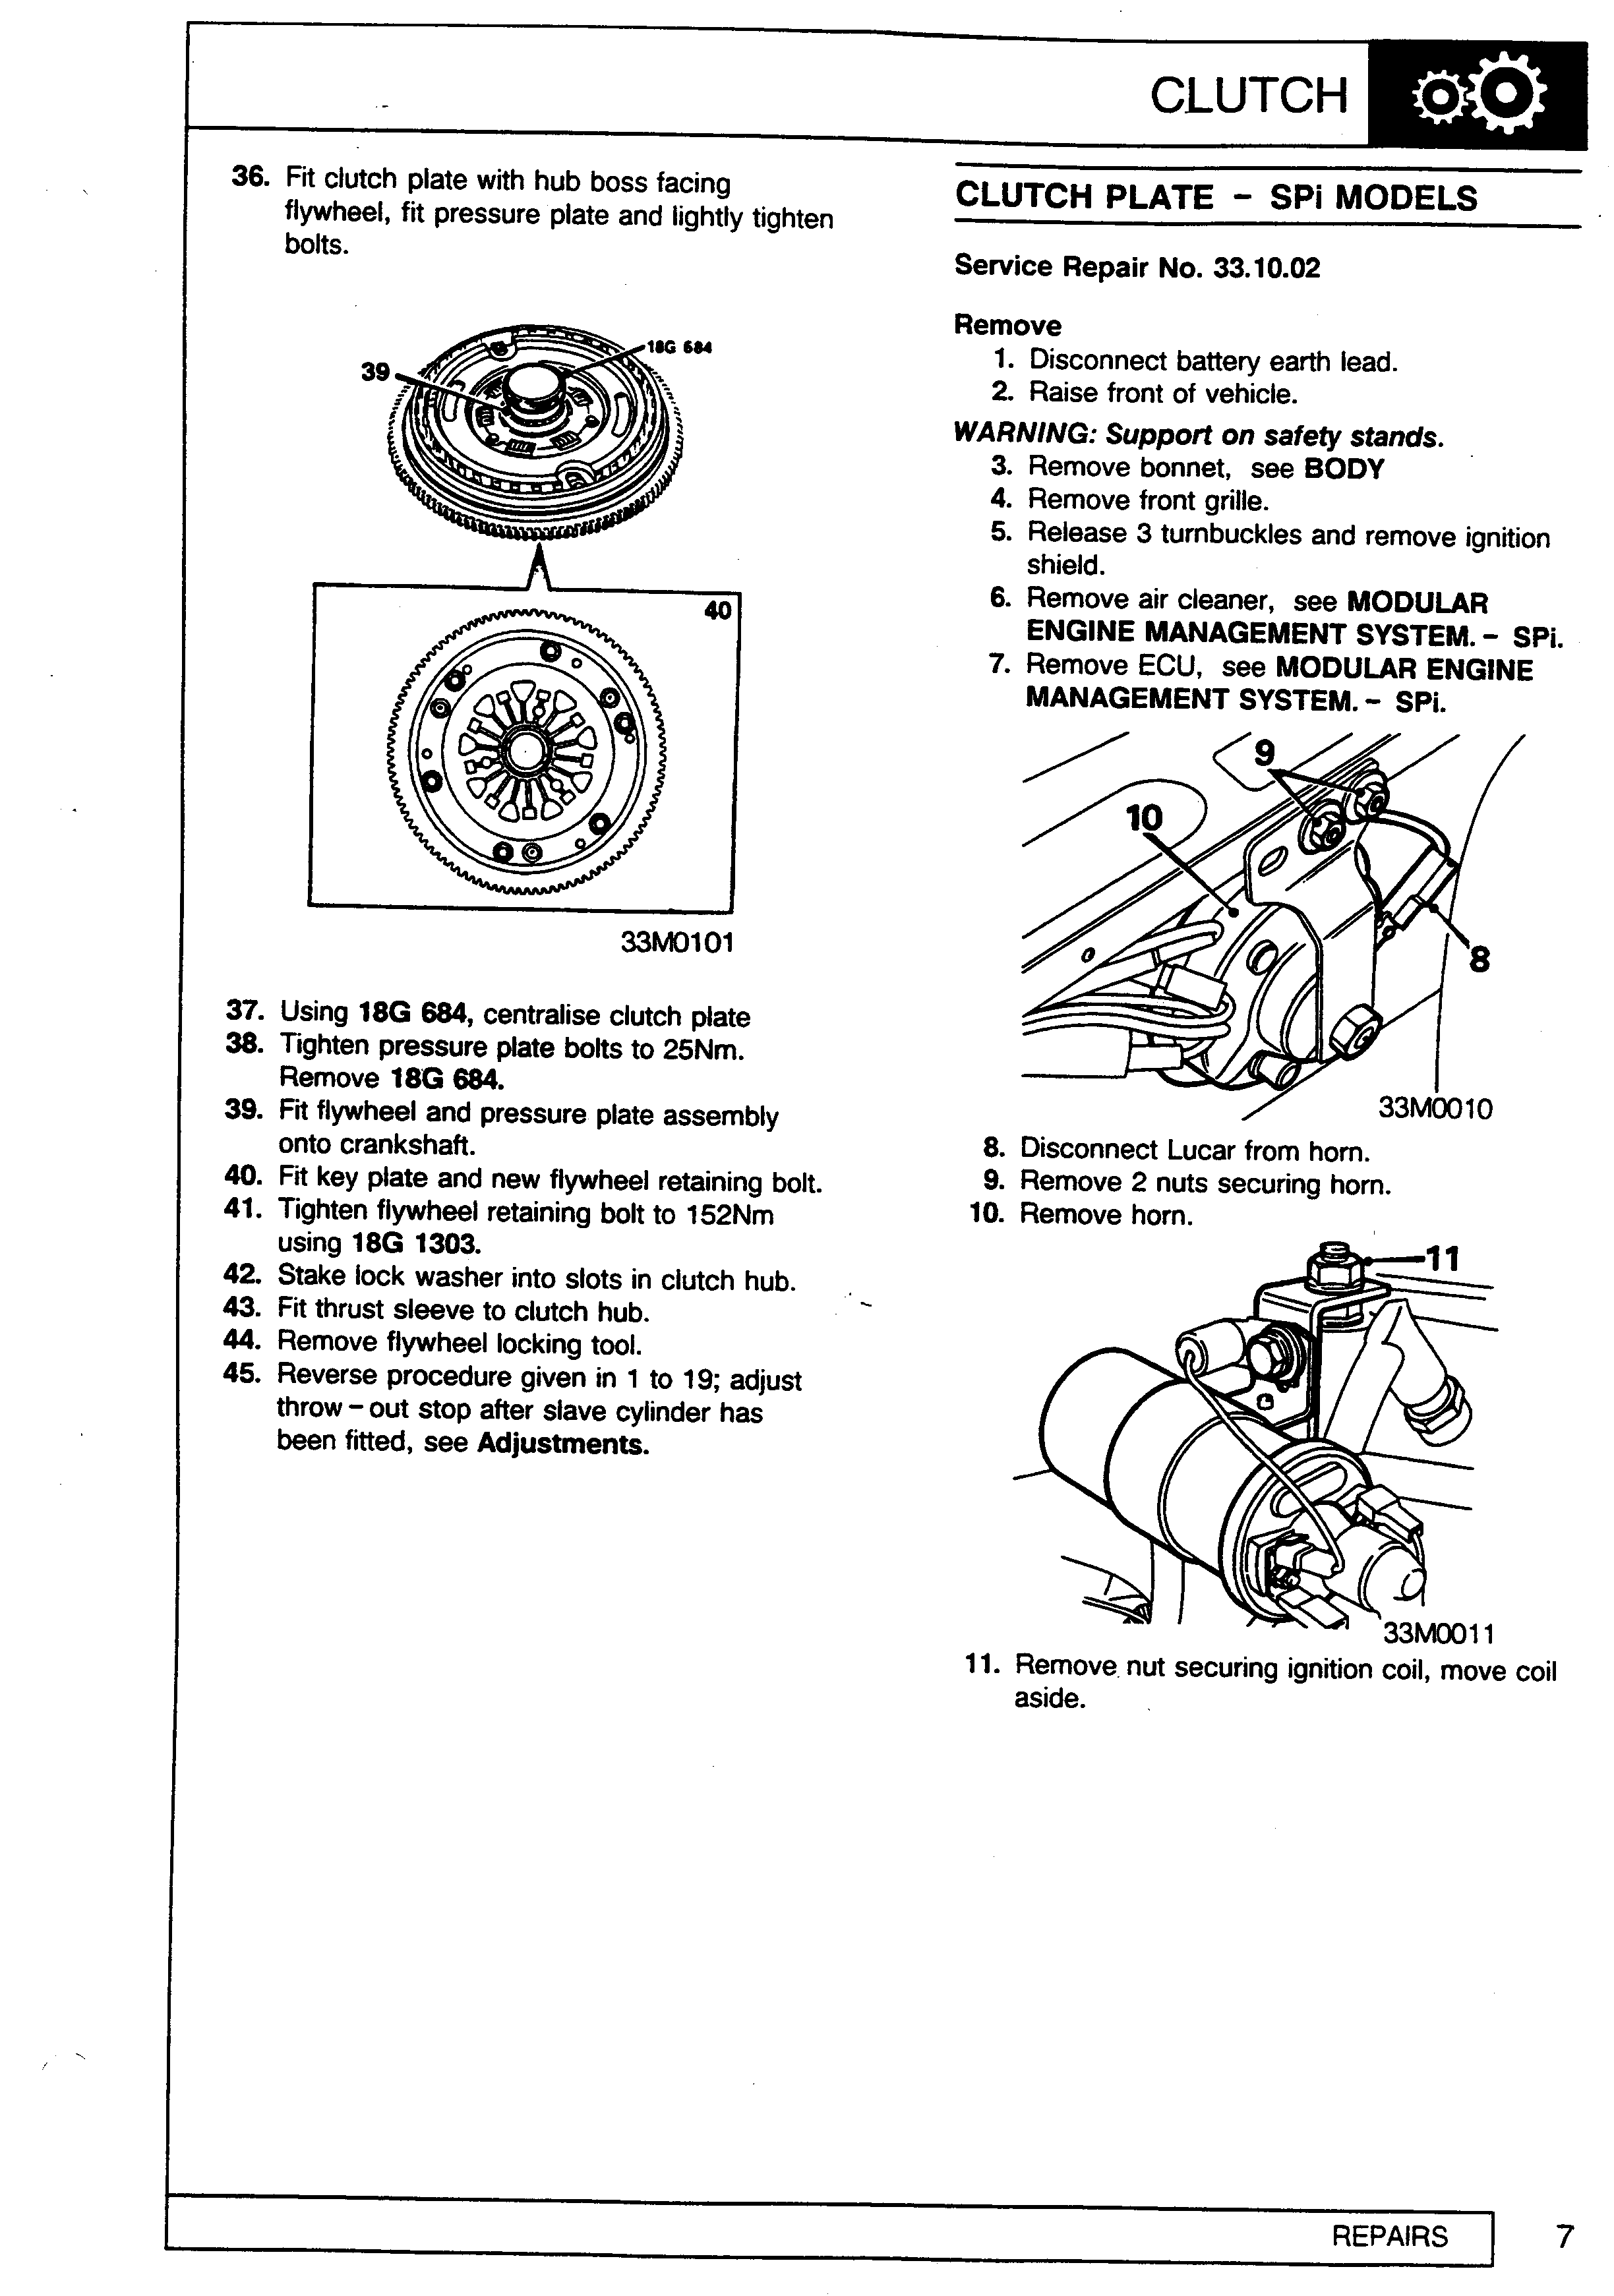 CLUTCH
36. Fit clutch plate with hub boss facing
flywheel, fit pressure plate and lightly tighten
bolts.
18G 684
39
40
33M0101
37. Using 18G 684, centralise clutch plate
38. Tighten pressure plate bolts to 25Nm.
Remove 18G 684.
39. Fit flywheel and pressure plate assembly
onto crankshaft.
40. Fit key plate and new flywheel retaining bolt.
41. Tighten flywheel retaining bolt to 152Nm
using 18G 1303.
42. Stake lock washer into slots in clutch hub.
43. Fit thrust sleeve to clutch hub.
44. Remove flywheel locking tool.
45. Reverse procedure given in 1 to 19; adjust
throw – out stop after slave cylinder has
been fitted, see Adjustments.
CLUTCH PLATE – SPi MODELS
Service Repair No. 33.10.02
Remove
1. Disconnect battery earth lead.
2. Raise front of vehicle.
WARNING: Support on safety stands.
3. Remove bonnet, see BODY
4. Remove front grille.
5. Release 3 turnbuckles and remove ignition
shield.
6. Remove air cleaner, see MODULAR
ENGINE MANAGEMENT SYSTEM. – SPi.
7. Remove ECU, see MODULAR ENGINE
MANAGEMENT SYSTEM. – SPi.
9
10
8
33M0010
8. Disconnect Lucar from horn.
9. Remove 2 nuts securing horn.
10. Remove horn.
11
33M0011
11. Remove nut securing ignition coil, move coil
aside.
REPAIRS
7